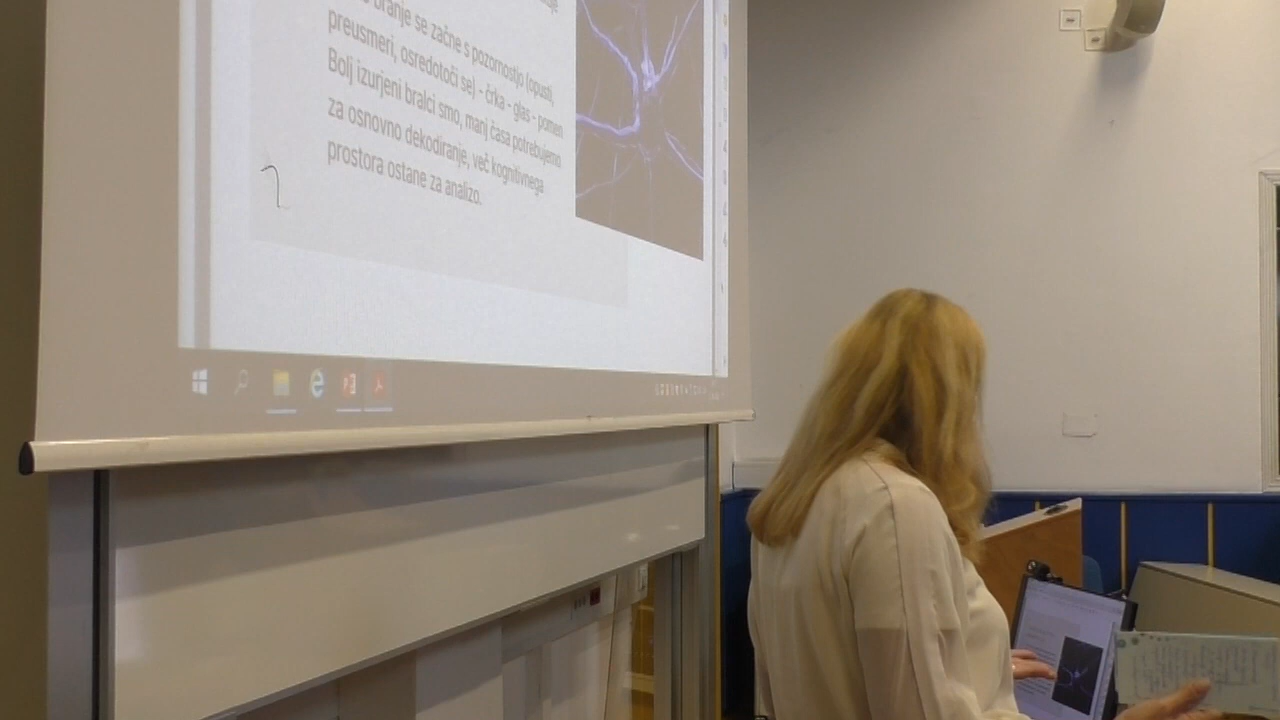 branje se začne s pozornostjo (opusti,
preusmeri, osredotoči se) - črka - glas - pomen
Bolj izurjeni bralci smo, manj časa potrebujemo
za osnovno dekodiranje, več kognitivnega
prostora ostane za analizo.